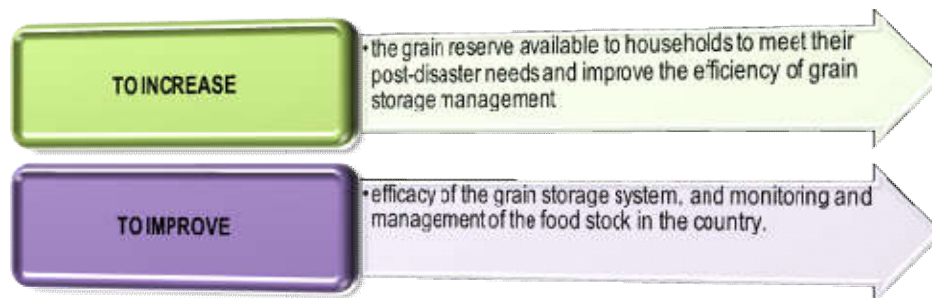 TO INCREASE
•the grain reserve available to households to meet their
post-disaster needs and improve the efficiency of grain
storage management
TO IMPROVE
•efficacy of the grain storage system, and monitoring and
management of the food stock in the country.